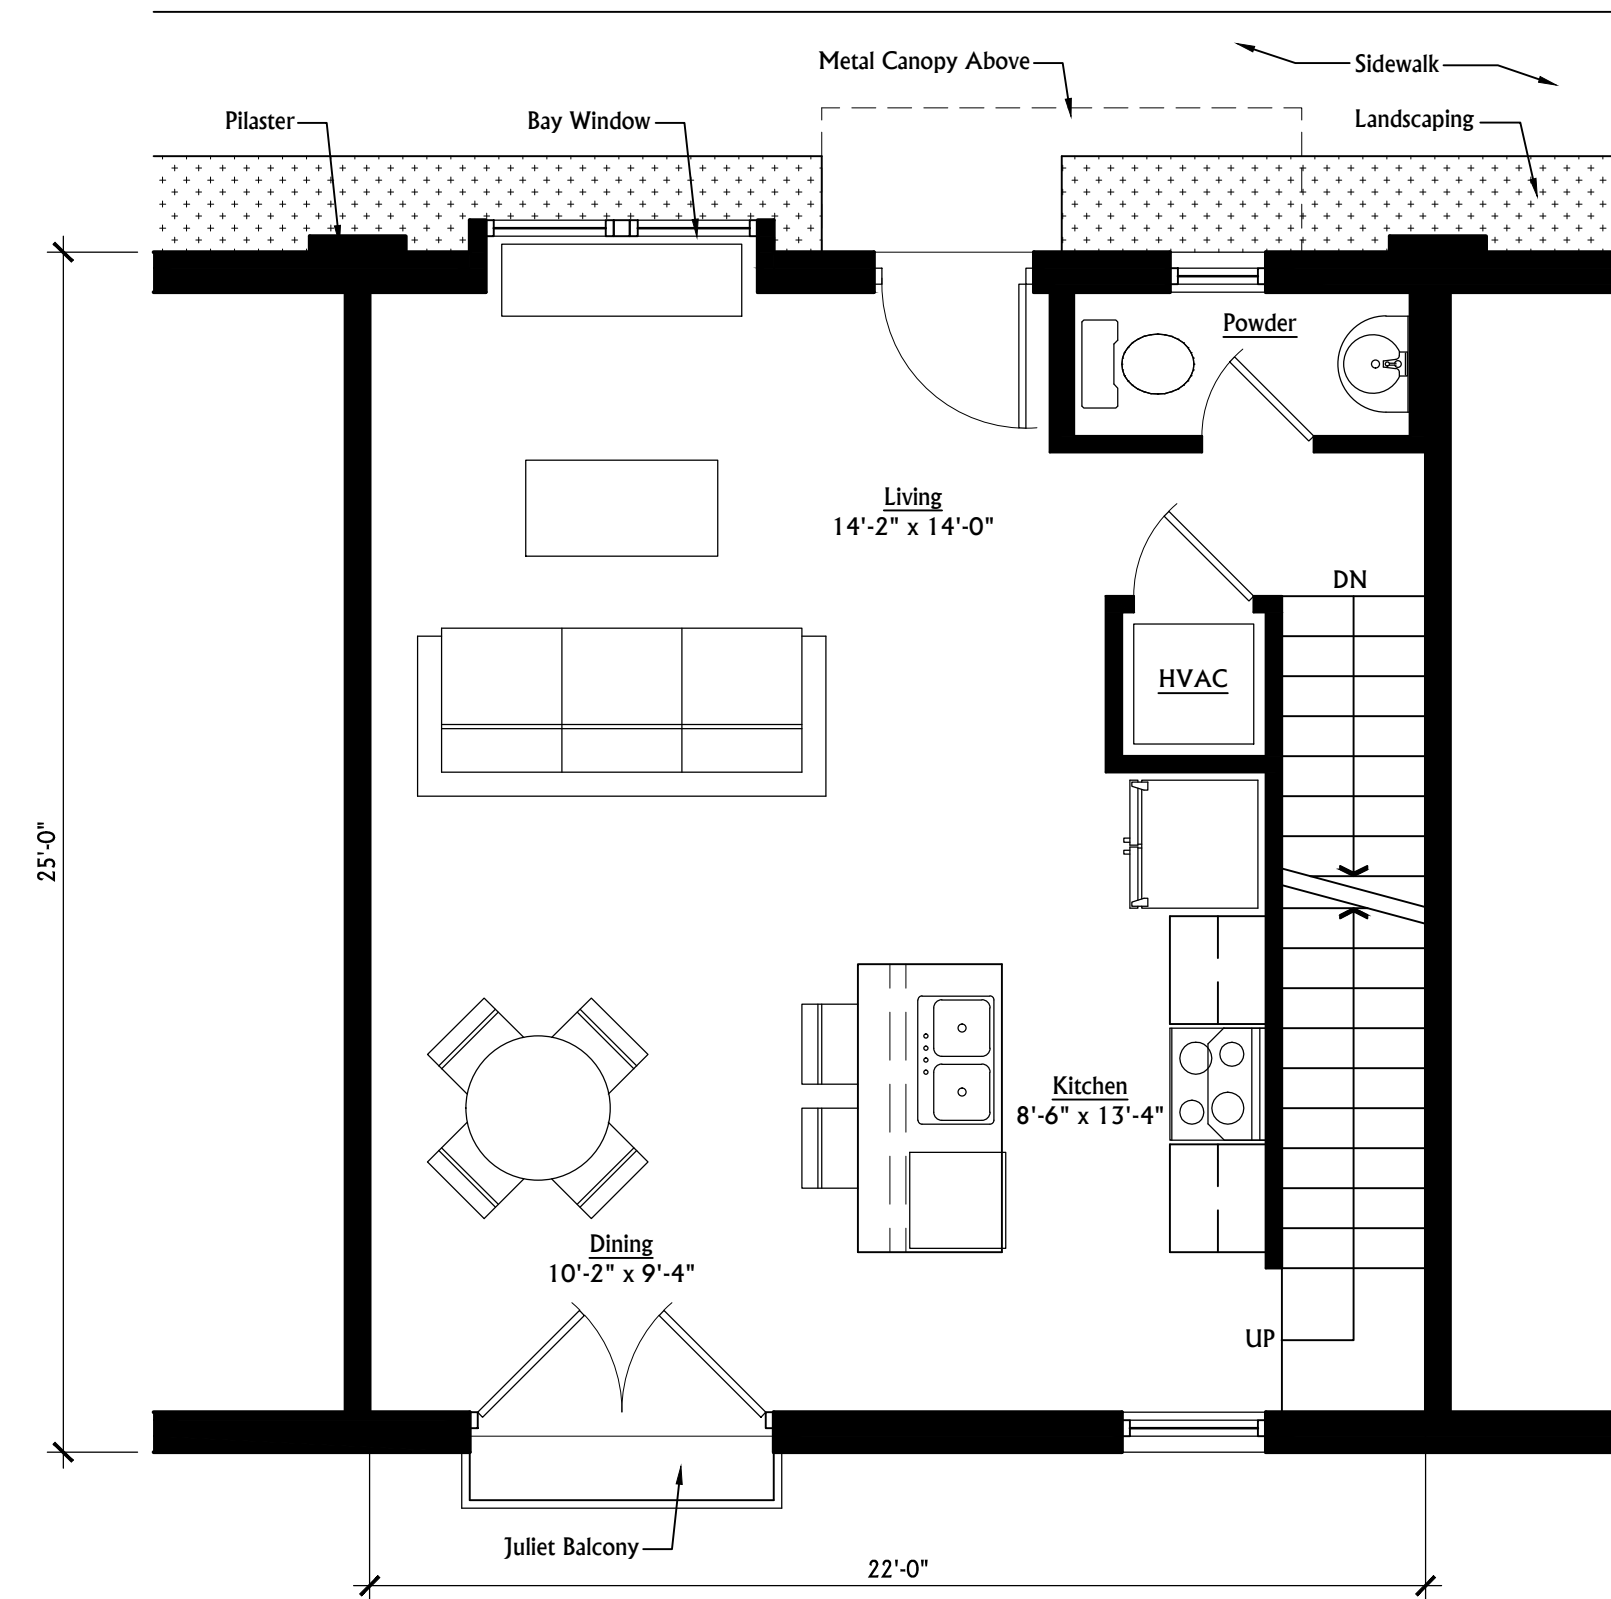 Metal Canopy Above
Sidewalk
Pilaster
Bay Window
Landscaping
Powder
Living
14'-2" x 14'-0"
DN
HVAC
25'-0"
Kitchen
8'-6" x 13'-4"
Dining
10'-2" x 9'-4"
UP
Juliet Balcony
22'-0"